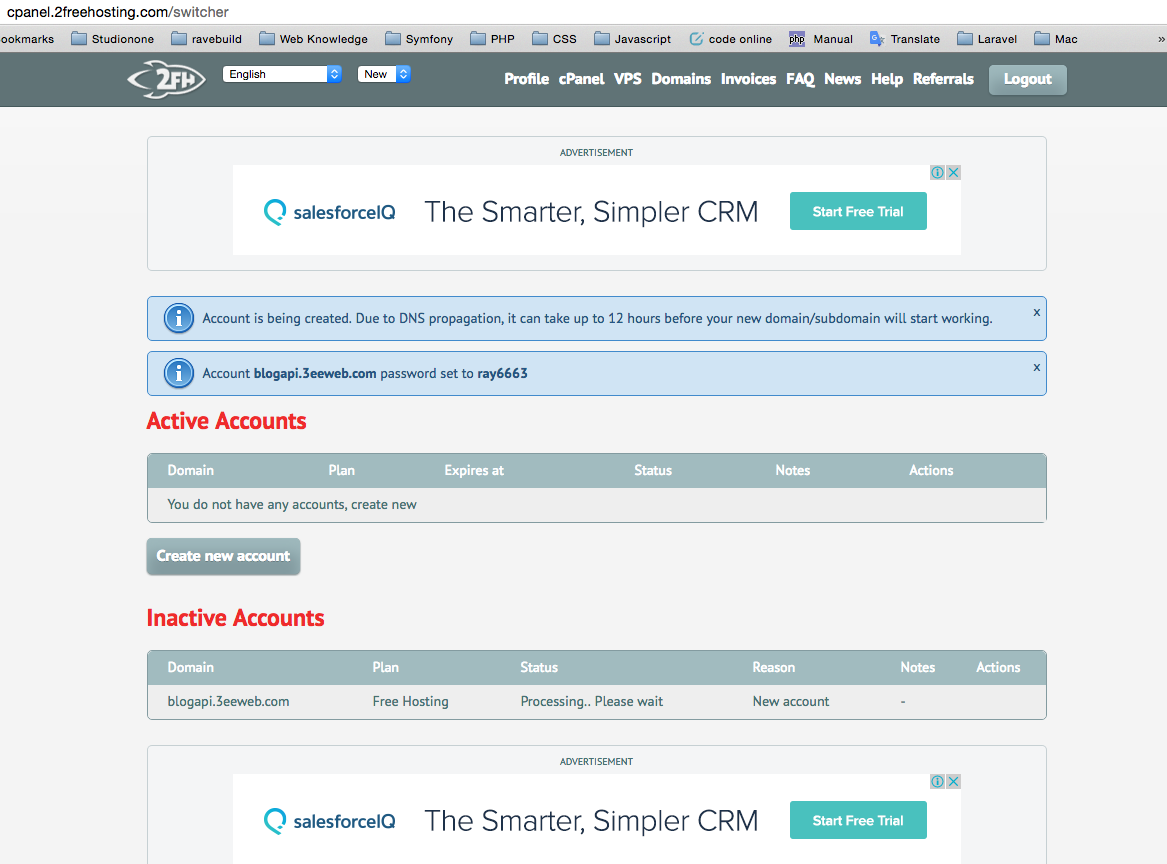 cpanel.2freehosting.com/switcher
ookmarks Studionone ravebuild Web Knowledge Symfony PHP CSS Javascript code online php Manual Translate Laravel Mac »
2FH English New Profile cPanel VPS Domains Invoices FAQ News Help Referrals Logout
ADVERTISEMENT
salesforceIQ The Smarter, Simpler CRM Start Free Trial
Account is being created. Due to DNS propagation, it can take up to 12 hours before your new domain/subdomain will start working. x
Account blogapi.3eeweb.com password set to ray6663 x
Active Accounts
Domain Plan Expires at Status Notes Actions
You do not have any accounts, create new
Create new account
Inactive Accounts
Domain Plan Status Reason Notes Actions
blogapi.3eeweb.com Free Hosting Processing.. Please wait New account -
ADVERTISEMENT
salesforceIQ The Smarter, Simpler CRM Start Free Trial